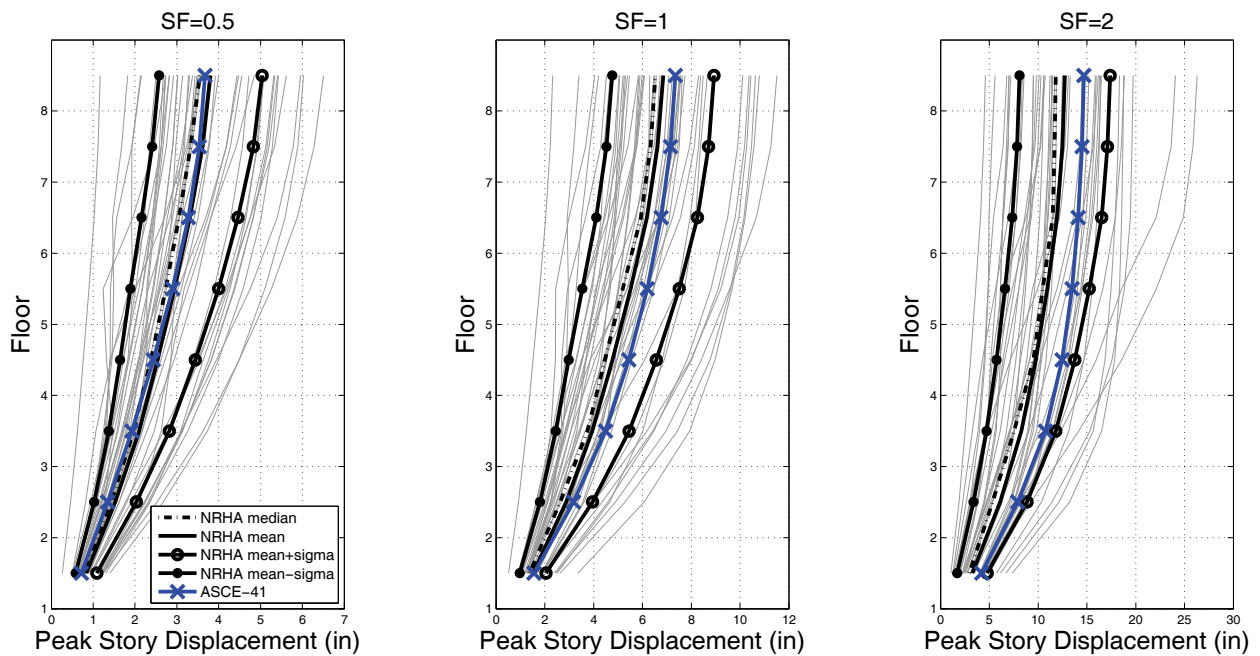 SF=0.5
8
7
6
5
4
3
2
1
Floor
NRHA median
NRHA mean
NRHA mean+sigma
NRHA mean−sigma
ASCE−41
0 1 2 3 4 5 6 7
Peak Story Displacement (in)
SF=1
8
7
6
5
4
3
2
1
Floor
0 2 4 6 8 10 12
Peak Story Displacement (in)
SF=2
8
7
6
5
4
3
2
1
Floor
0 5 10 15 20 25 30
Peak Story Displacement (in)